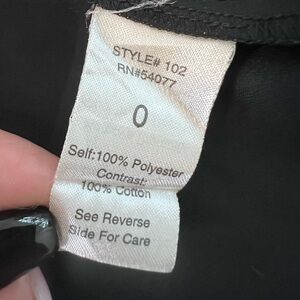 STYLE# 102
RN#54077
0
Self:100% Polyester
Contrast:
100% Cotton
See Reverse
Side For Care